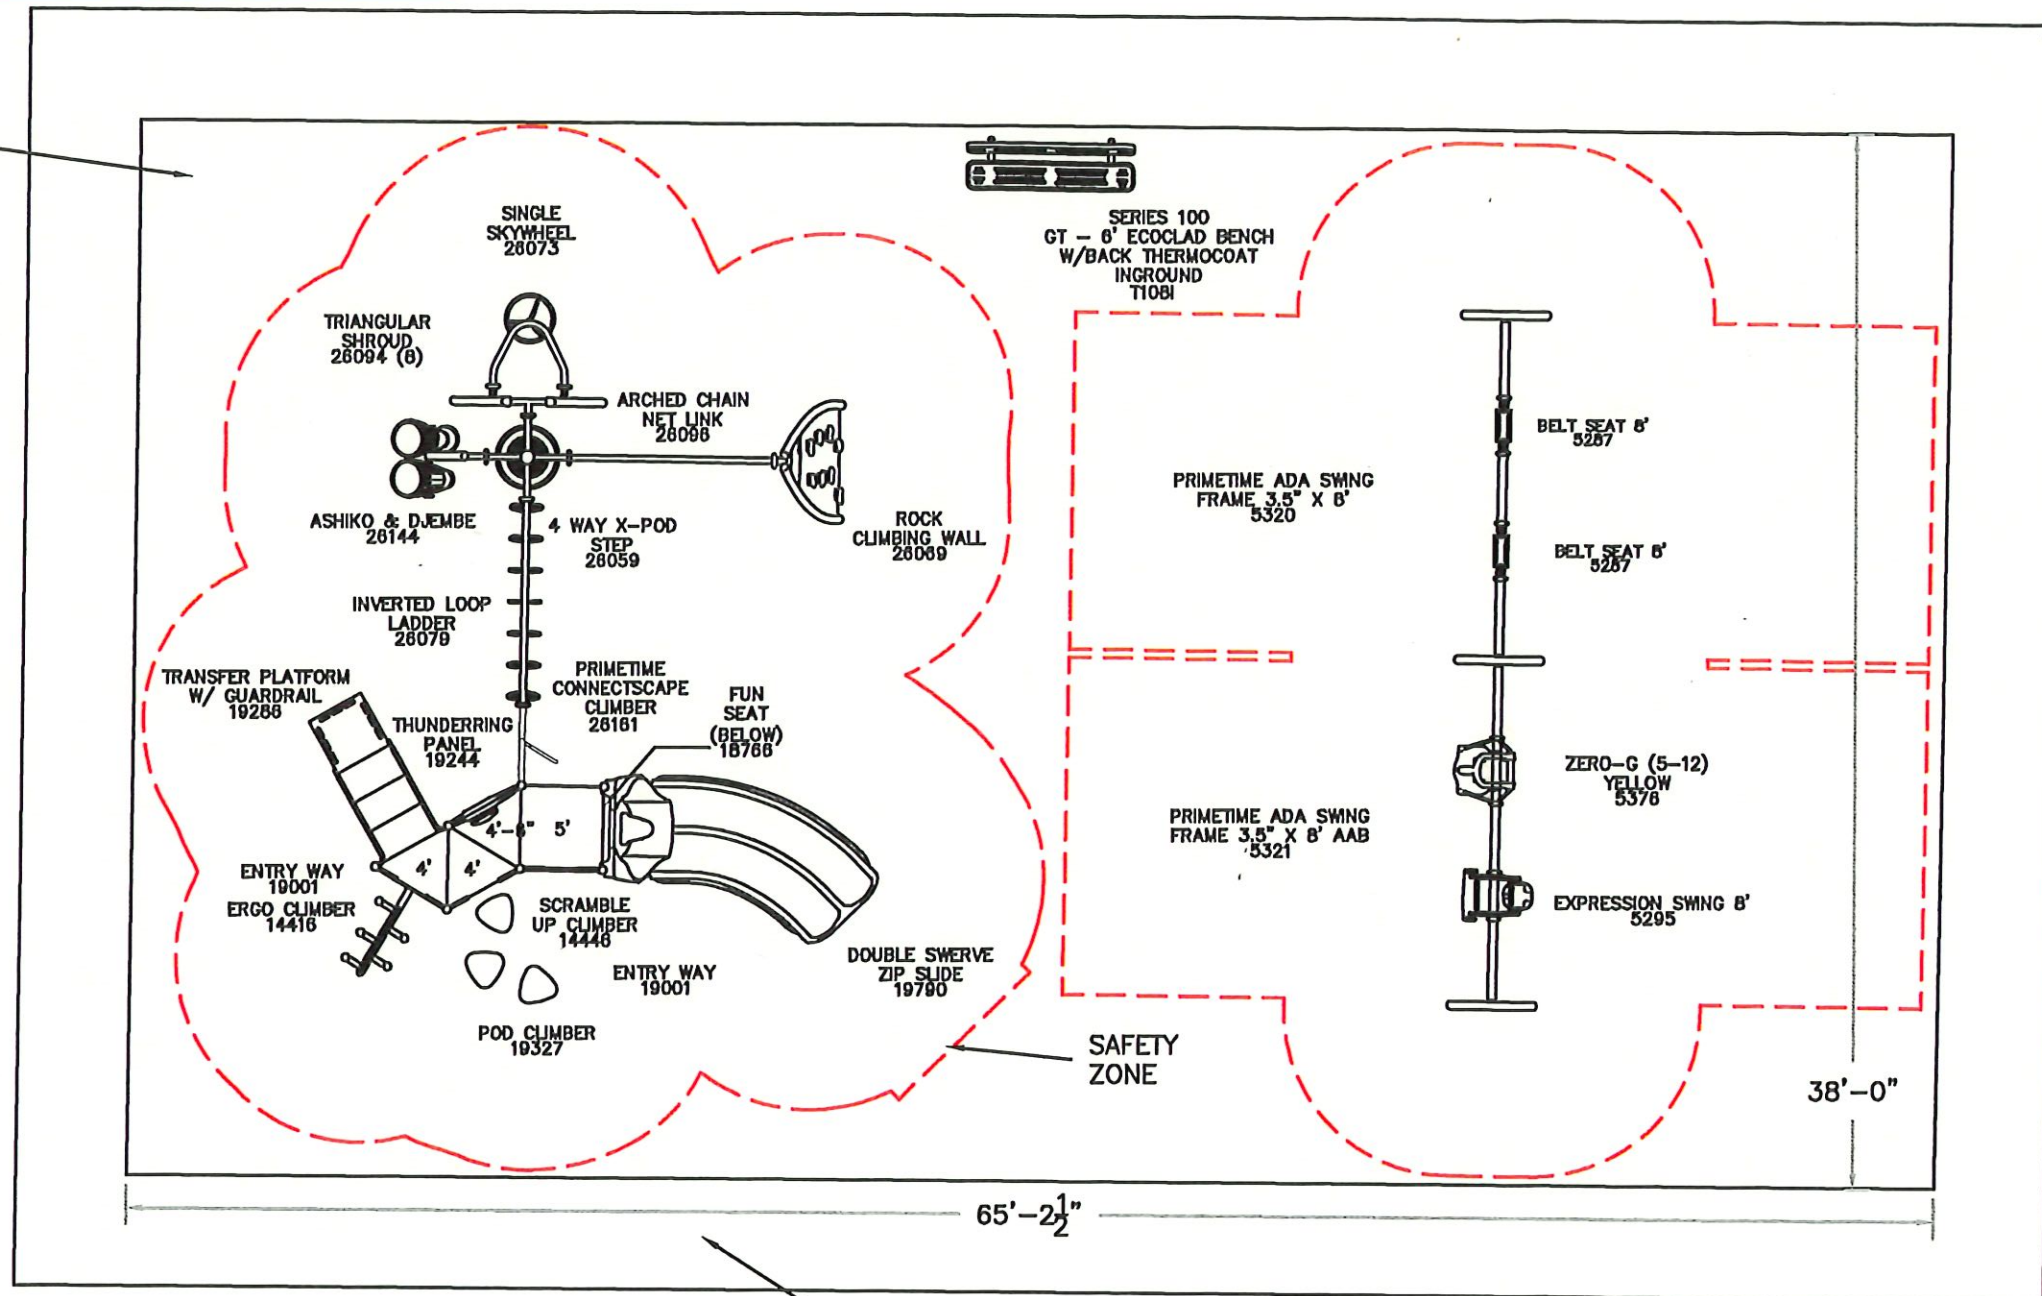 SINGLE
SKYWHEEL
26073
SERIES 100
GT - 6' ECOCLAD BENCH
W/BACK THERMOCOAT
INGROUND
T108I
TRIANGULAR
SHROUD
26094 (6)
ARCHED CHAIN
NET LINK
26096
BELT SEAT 8'
5287
PRIMETIME ADA SWING
FRAME 3.5" X 8'
5320
ASHIKO & DJEMBE
26144
4 WAY X-POD
STEP
26059
ROCK
CLIMBING WALL
26069
BELT SEAT 8'
5287
INVERTED LOOP
LADDER
26079
TRANSFER PLATFORM
W/ GUARDRAIL
19286
PRIMETIME
CONNECTSCAPE
CLIMBER
26161
FUN
SEAT
(BELOW)
18766
THUNDERRING
PANEL
19244
ZERO-G (5-12)
YELLOW
5376
4'-8"
5'
PRIMETIME ADA SWING
FRAME 3.5" X 8' AAB
5321
4'
4'
ENTRY WAY
19001
ERGO CLIMBER
14416
SCRAMBLE
UP CLIMBER
14446
EXPRESSION SWING 8'
5295
ENTRY WAY
19001
DOUBLE SWERVE
ZIP SLIDE
19790
POD CLIMBER
19327
SAFETY
ZONE
38'-0"
65'-2½"